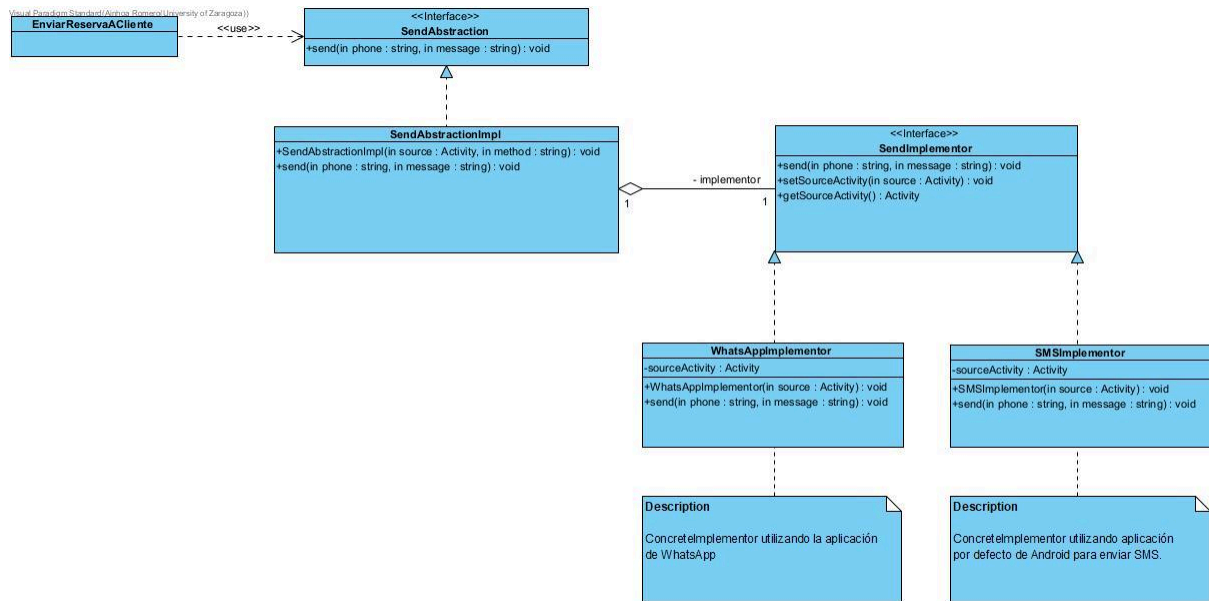 Visual Paradigm Standard(Ainhoa Romero(University of Zaragoza))
EnviarReservaACliente
<<use>>
<<Interface>>
SendAbstraction
+send(in phone : string, in message : string) : void
SendAbstractionImpl
+SendAbstractionImpl(in source : Activity, in method : string) : void
+send(in phone : string, in message : string) : void
- implementor
1
1
<<Interface>>
SendImplementor
+send(in phone : string, in message : string) : void
+setSourceActivity(in source : Activity) : void
+getSourceActivity() : Activity
WhatsAppImplementor
-sourceActivity : Activity
+WhatsAppImplementor(in source : Activity) : void
+send(in phone : string, in message : string) : void
SMSImplementor
-sourceActivity : Activity
+SMSImplementor(in source : Activity) : void
+send(in phone : string, in message : string) : void
Description
ConcreteImplementor utilizando la aplicación
de WhatsApp
Description
ConcreteImplementor utilizando aplicación
por defecto de Android para enviar SMS.